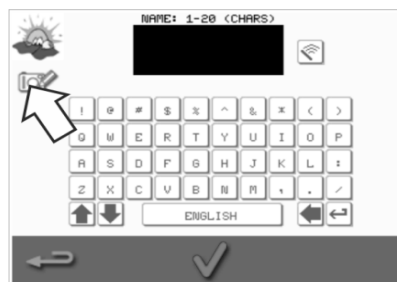 NAME: 1-20 (CHARS)
! @ # $ % ^ & * ( )
Q W E R T Y U I O P
A S D F G H J K L :
Z X C V B N M , . /
ENGLISH